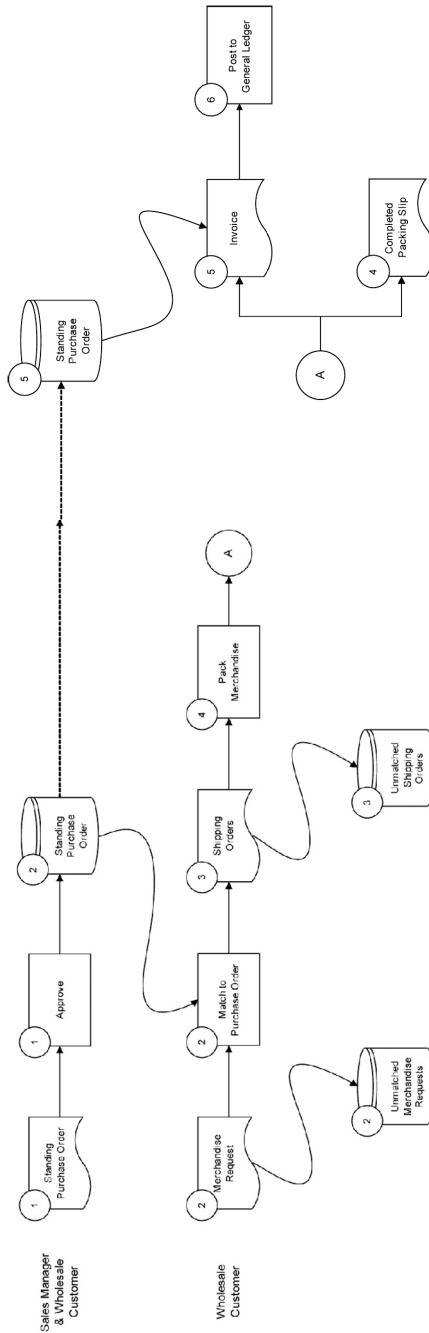 Sales Manager
& Wholesale
Customer
1
Standing
Purchase Order
1
Approve
2
Standing
Purchase
Order
5
Standing
Purchase
Order
Wholesale
Customer
2
Merchandise
Request
2
Match to
Purchase Order
3
Shipping
Orders
4
Pack
Merchandise
A
A
5
Invoice
6
Post to
General Ledger
2
Unmatched
Merchandise
Requests
3
Unmatched
Shipping
Orders
4
Completed
Packing Slip